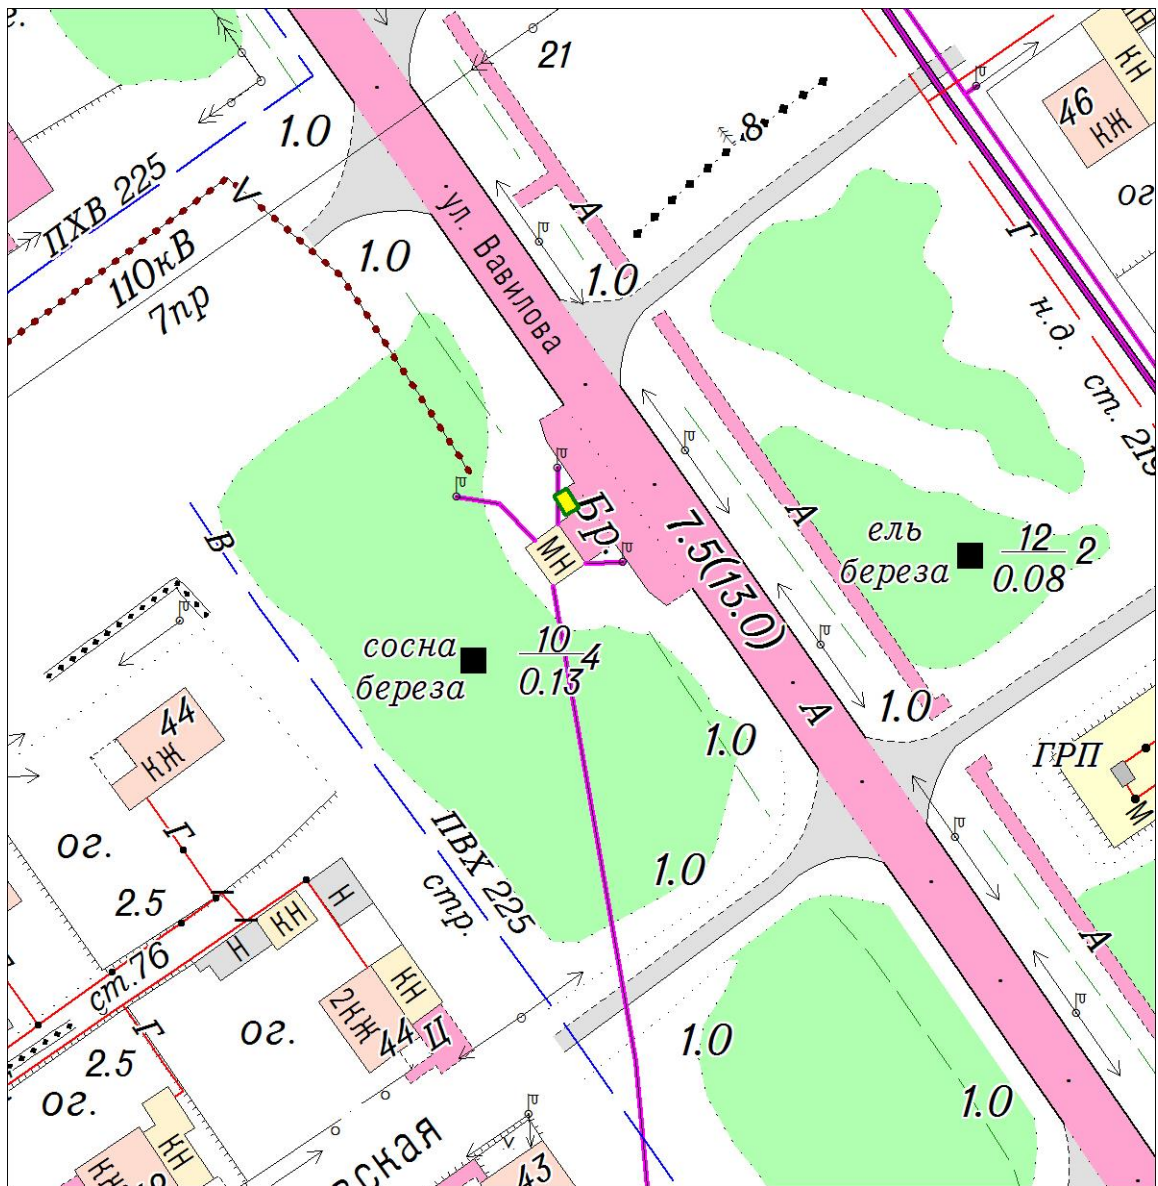 21
1.0
8
КН
46
КЖ
ог.
ПХВ 225
V
А
ул. Вавилова
Г
1.0
110кВ
1.0
7пр
н.д.
ст. 219
В
Бр.
А
7.5(13.0)
ель
береза
12
0.08
2
МН
сосна
береза
10
0.13
4
44
КЖ
А
1.0
1.0
ГРП
М
Г
ог.
ПВХ 225
стр.
1.0
2.5
Н
КН
Н
А
ст.76
КН
2КЖ
44
Ц
ог.
Г
1.0
2.5
ог.
1.0
КН
КЖ
43
ская